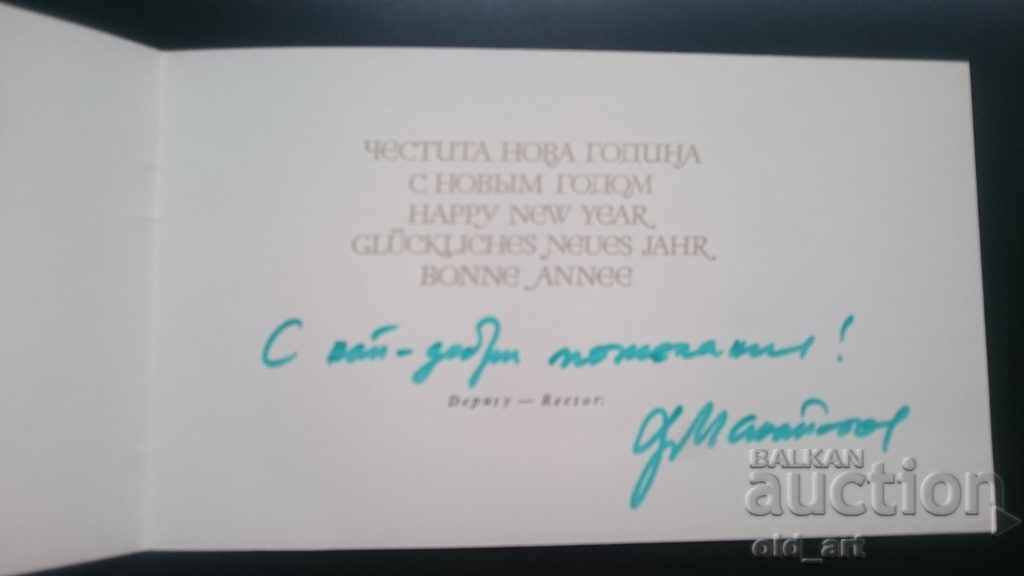 ЧЕСТИТА НОВА ГОДИНА
С НОВЫМ ГОДОМ
HAPPY NEW YEAR
GLÜCKLICHES NEUES JAHR
BONNE ANNEE
С най-добри пожелания!
Deputy — Rector:
BALKAN
auction
old_art